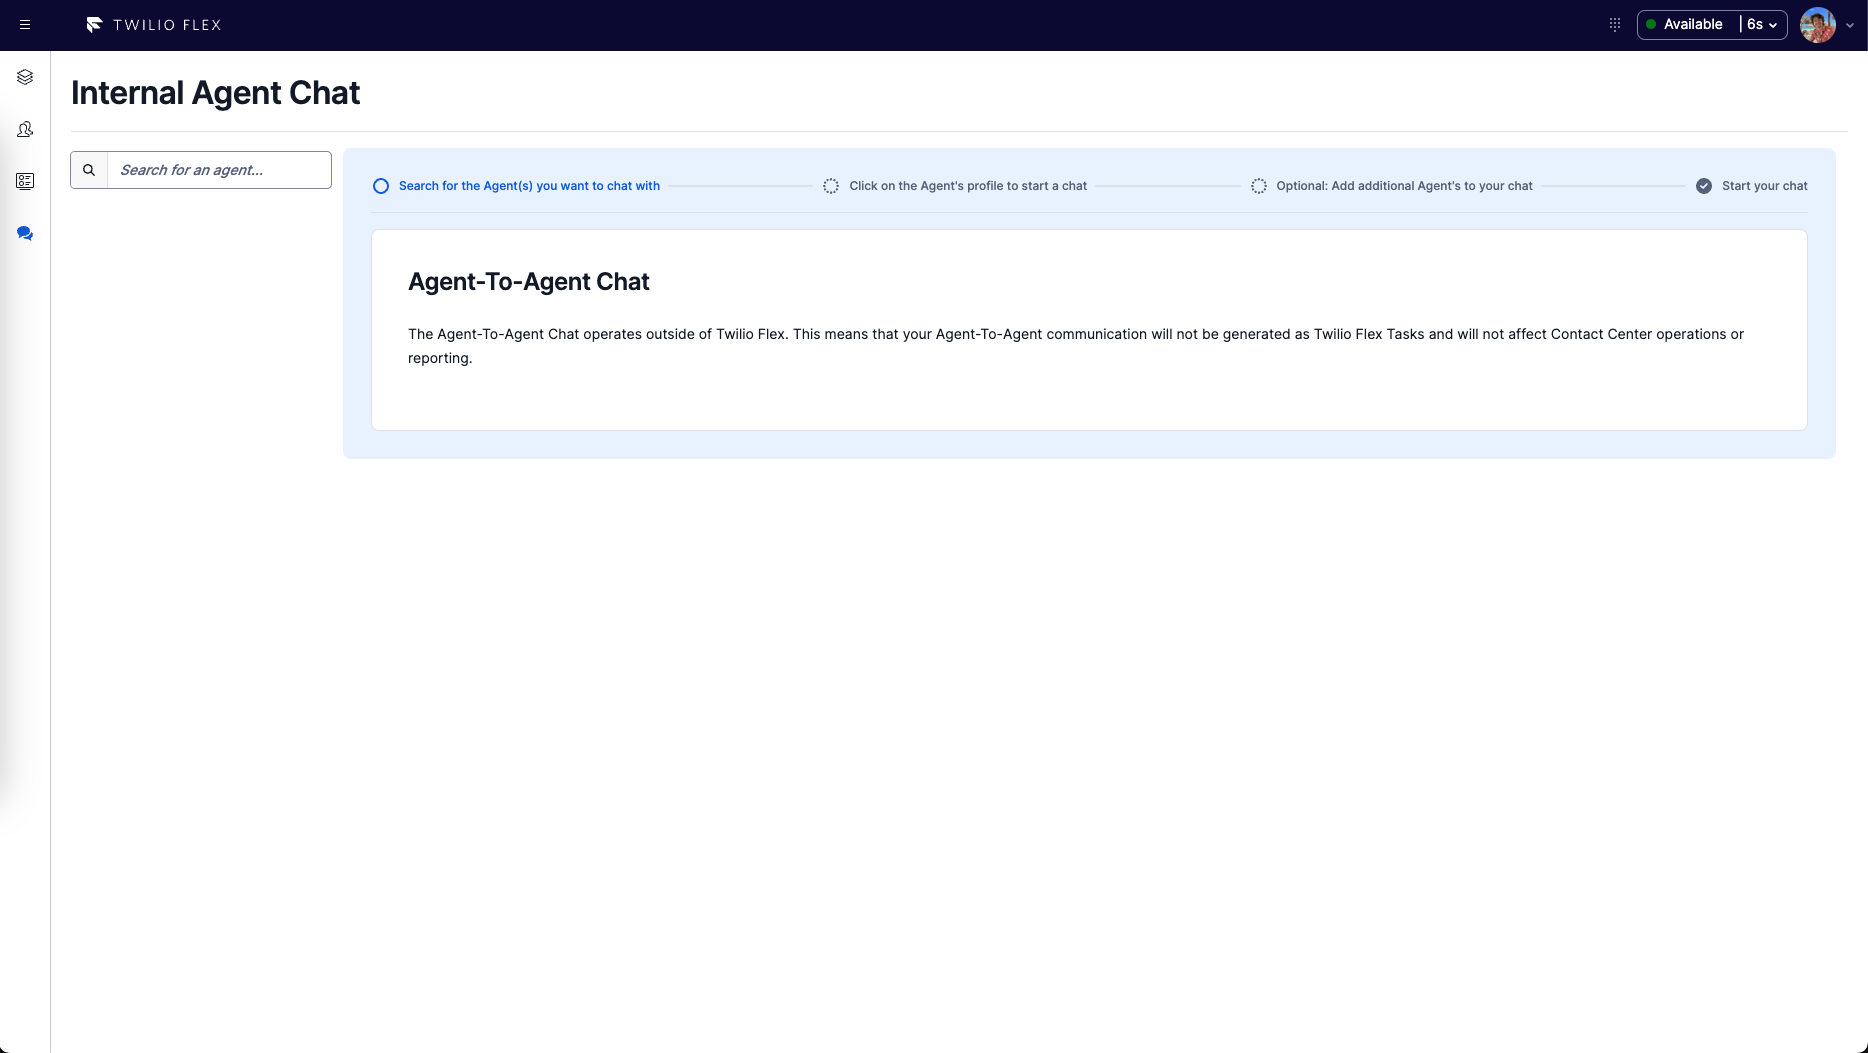 TWILIO FLEX
Available | 6s
Internal Agent Chat
Search for an agent...
Search for the Agent(s) you want to chat with
Click on the Agent's profile to start a chat
Optional: Add additional Agent's to your chat
Start your chat
Agent-To-Agent Chat
The Agent-To-Agent Chat operates outside of Twilio Flex. This means that your Agent-To-Agent communication will not be generated as Twilio Flex Tasks and will not affect Contact Center operations or
reporting.